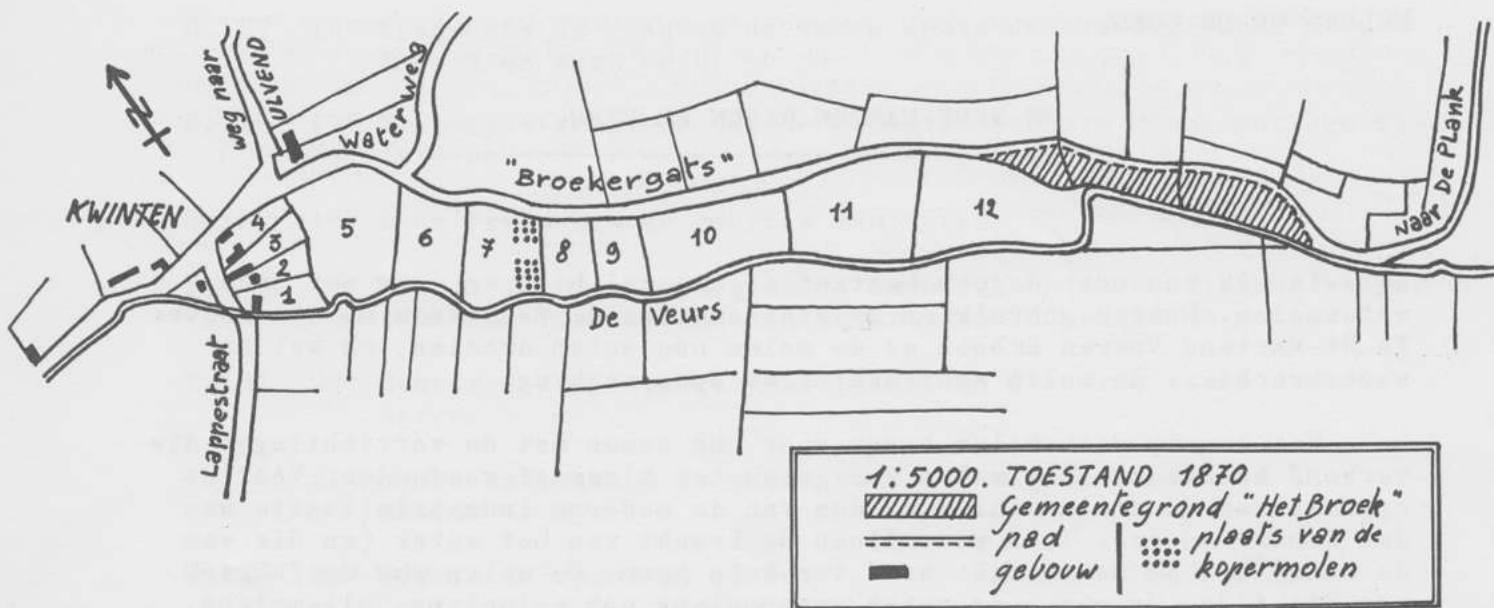 weg naar
ULVEND
Water weg
"Broekergats"
Naar De Plank
N
KWINTEN
4
3
2
1
5
6
7
8
9
10
11
12
De Veurs
Lappestraat
1:5000 TOESTAND 1870
Gemeentegrond "Het Broek"
pad
plaats van de
gebouw
kopermolen